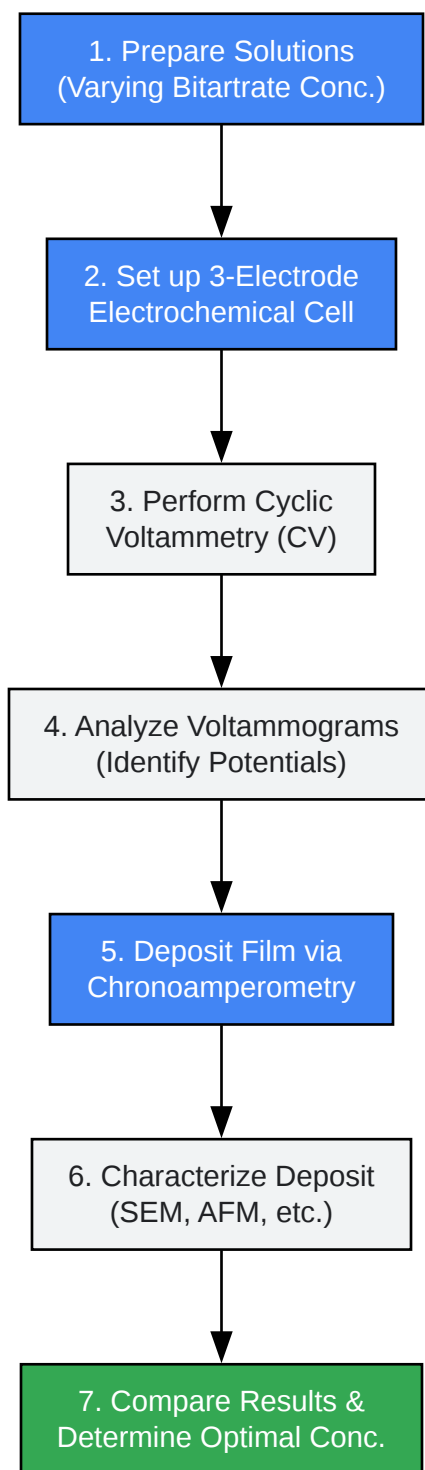 1. Prepare Solutions
(Varying Bitartrate Conc.)
2. Set up 3-Electrode
Electrochemical Cell
3. Perform Cyclic
Voltammetry (CV)
4. Analyze Voltammograms
(Identify Potentials)
5. Deposit Film via
Chronoamperometry
6. Characterize Deposit
(SEM, AFM, etc.)
7. Compare Results &
Determine Optimal Conc.